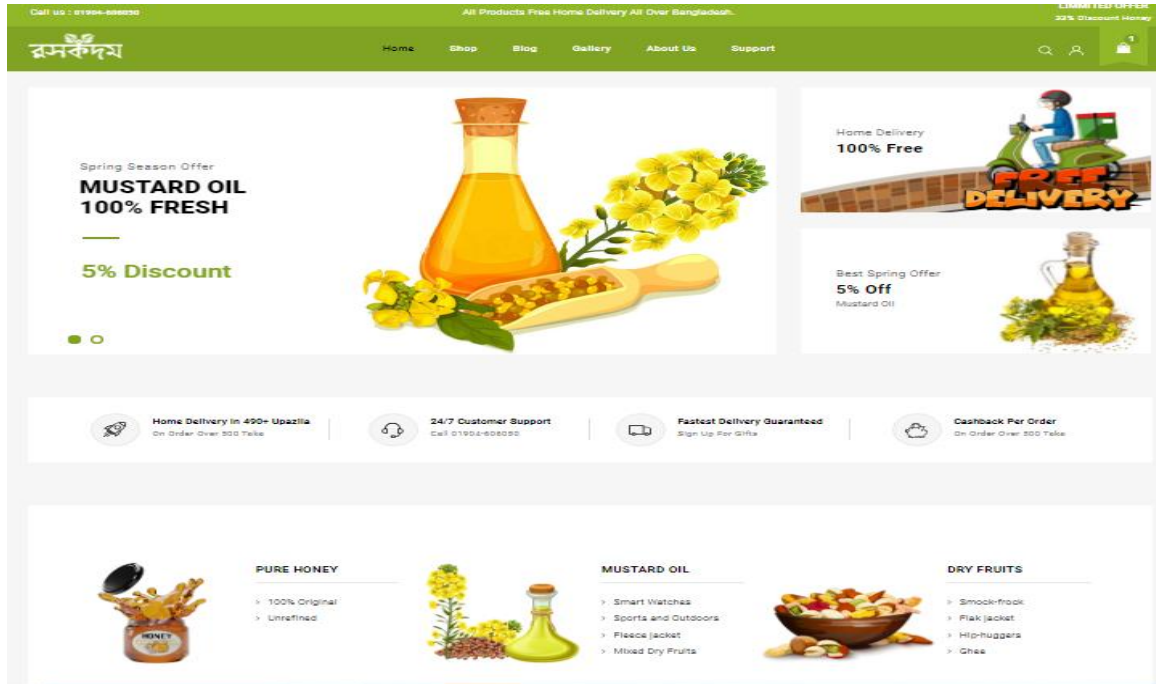 Call us : 01904-608050
All Products Free Home Delivery All Over Bangladesh.
LIMMITED OFFER
33% Discount Honey
রসকদম
Home
Shop
Blog
Gallery
About Us
Support
1
Spring Season Offer
MUSTARD OIL
100% FRESH
5% Discount
Home Delivery
100% Free
FREE
DELIVERY
Best Spring Offer
5% Off
Mustard Oil
Home Delivery in 490+ Upazila
On Order Over 500 Taka
24/7 Customer Support
Call 01904-608050
Fastest Delivery Guaranteed
Sign Up For Gifts
Cashback Per Order
On Order Over 500 Taka
HONEY
PURE HONEY
> 100% Original
> Unrefined
MUSTARD OIL
> Smart Watches
> Sports and Outdoors
> Fleece jacket
> Mixed Dry Fruits
DRY FRUITS
> Smock-frock
> Flak jacket
> Hip-huggers
> Ghee